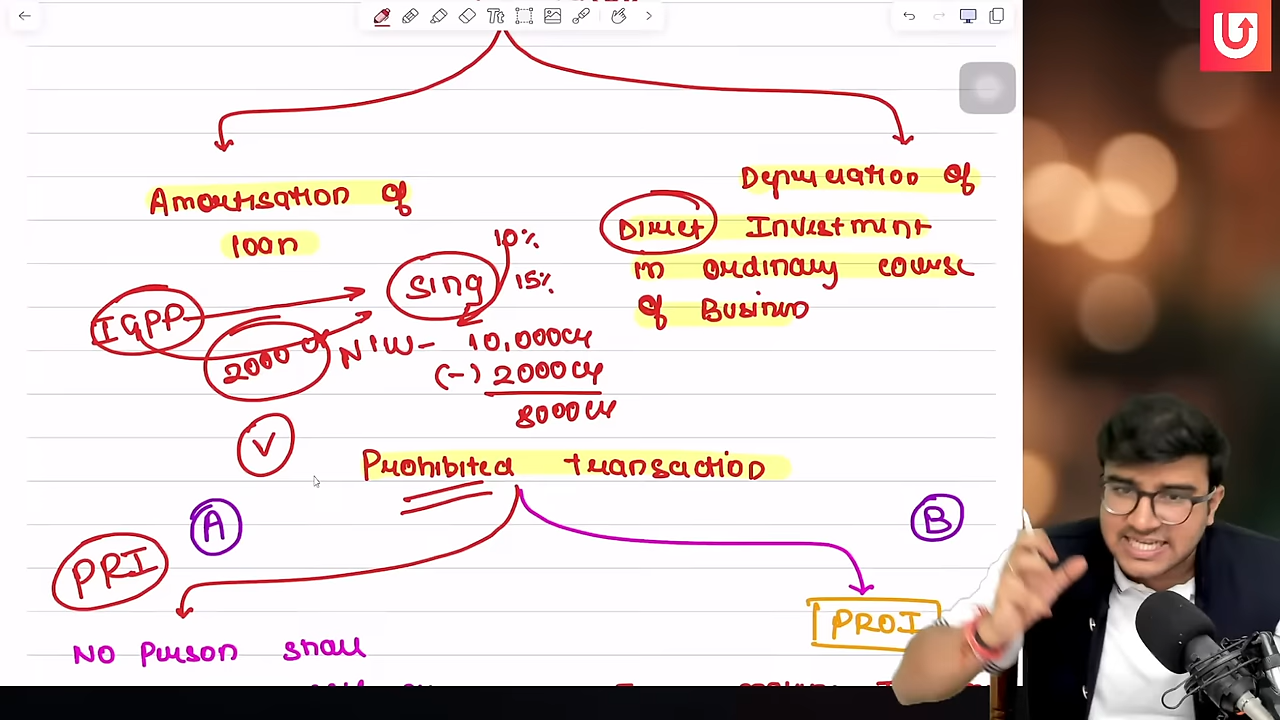 Amortisation of
loan
Depreciation of
Direct Investment
in ordinary course
of Business
10%
Sing
15%
IGPP
2000 cr
N'W- 10,000 cr
(-) 2000 cr
8000 cr
V
Prohibited transaction
A
B
PRI
PROI
NO Person shall